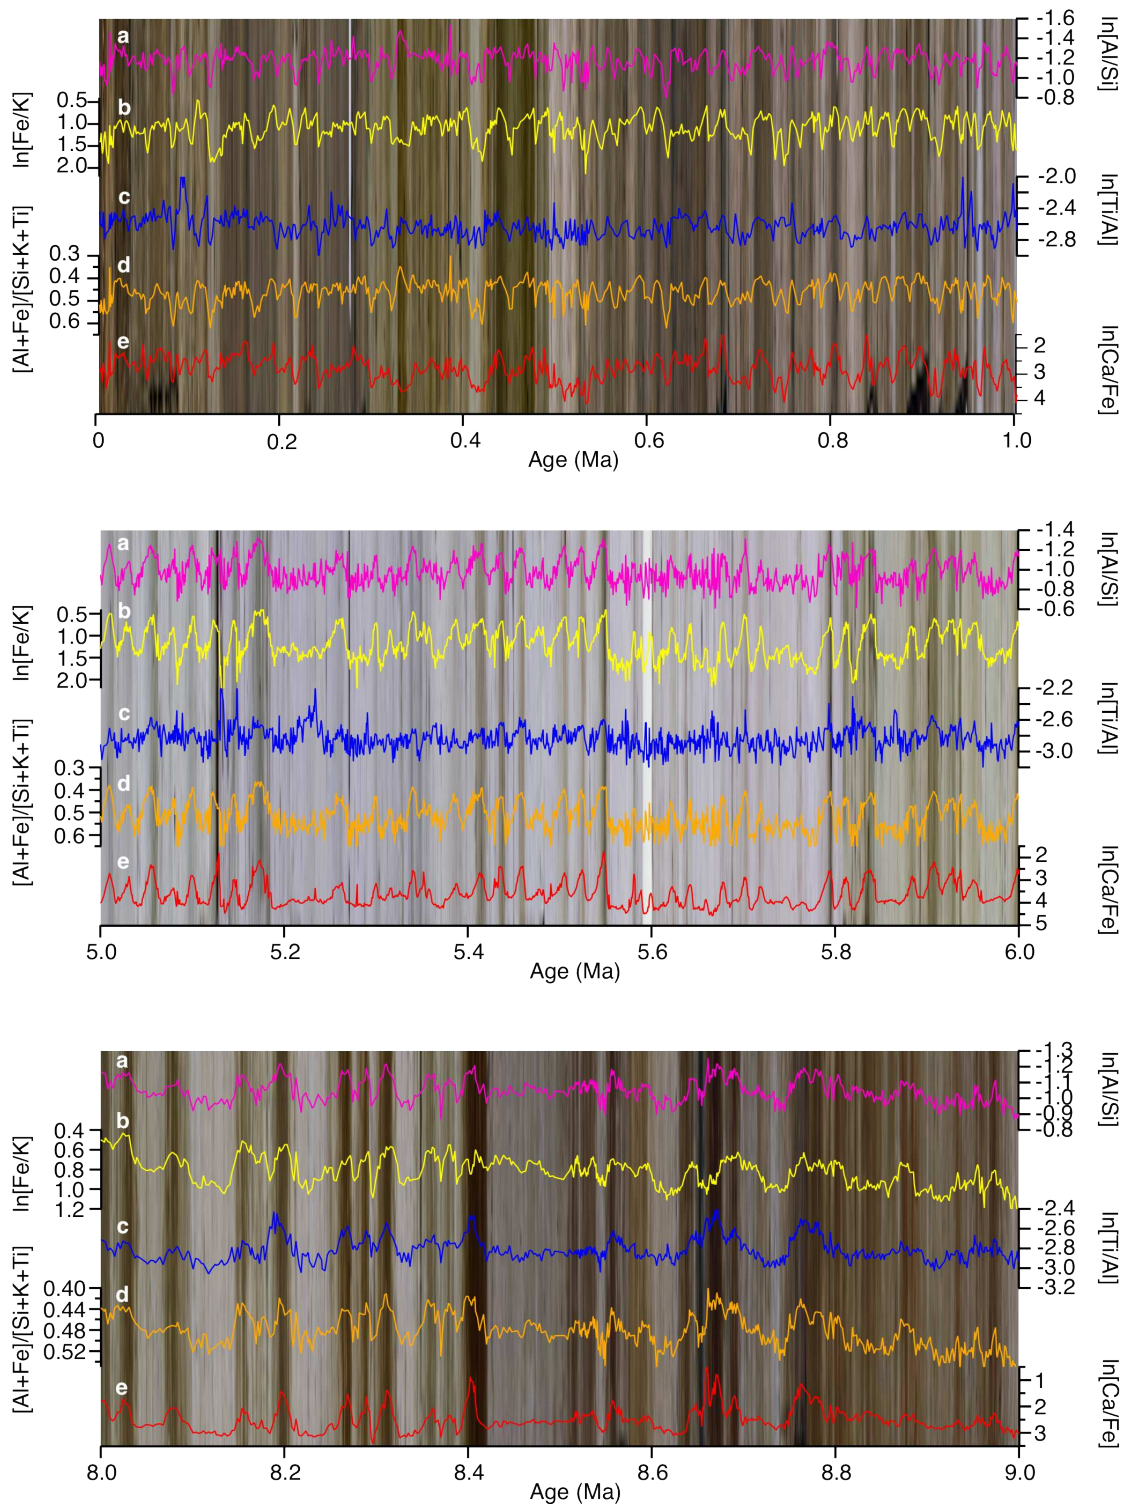 a
-1.6
-1.4
-1.2
-1.0
-0.8
ln[Al/Si]
b
0.5
1.0
1.5
2.0
ln[Fe/K]
c
-2.0
-2.4
-2.8
ln[Ti/Al]
d
0.3
0.4
0.5
0.6
[Al+Fe]/[Si+K+Ti]
e
2
3
4
ln[Ca/Fe]
0 0.2 0.4 0.6 0.8 1.0
Age (Ma)
a
-1.4
-1.2
-1.0
-0.8
-0.6
ln[Al/Si]
b
0.5
1.0
1.5
2.0
ln[Fe/K]
c
-2.2
-2.6
-3.0
ln[Ti/Al]
d
0.3
0.4
0.5
0.6
[Al+Fe]/[Si+K+Ti]
e
2
3
4
5
ln[Ca/Fe]
5.0 5.2 5.4 5.6 5.8 6.0
Age (Ma)
a
-1.3
-1.2
-1.1
-1.0
-0.9
-0.8
ln[Al/Si]
b
0.4
0.6
0.8
1.0
1.2
ln[Fe/K]
c
-2.4
-2.6
-2.8
-3.0
-3.2
ln[Ti/Al]
d
0.40
0.44
0.48
0.52
[Al+Fe]/[Si+K+Ti]
e
1
2
3
ln[Ca/Fe]
8.0 8.2 8.4 8.6 8.8 9.0
Age (Ma)